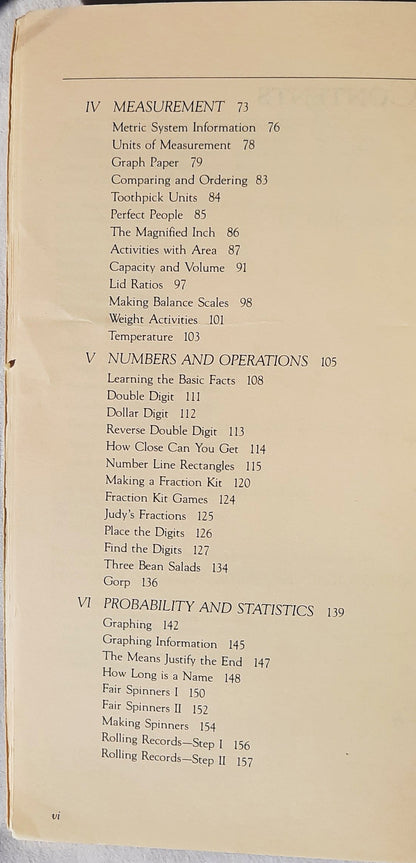 IV MEASUREMENT 73
Metric System Information 76
Units of Measurement 78
Graph Paper 79
Comparing and Ordering 83
Toothpick Units 84
Perfect People 85
The Magnified Inch 86
Activities with Area 87
Capacity and Volume 91
Lid Ratios 97
Making Balance Scales 98
Weight Activities 101
Temperature 103
V NUMBERS AND OPERATIONS 105
Learning the Basic Facts 108
Double Digit 111
Dollar Digit 112
Reverse Double Digit 113
How Close Can You Get 114
Number Line Rectangles 115
Making a Fraction Kit 120
Fraction Kit Games 124
Judy's Fractions 125
Place the Digits 126
Find the Digits 127
Three Bean Salads 134
Gorp 136
VI PROBABILITY AND STATISTICS 139
Graphing 142
Graphing Information 145
The Means Justify the End 147
How Long is a Name 148
Fair Spinners I 150
Fair Spinners II 152
Making Spinners 154
Rolling Records—Step I 156
Rolling Records—Step II 157
vi